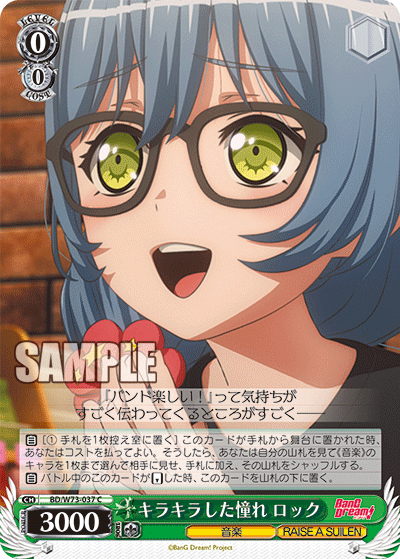 LEVEL
0
0
COST
SAMPLE
「バンド楽しい！」って気持ちが
すごく伝わってくるところがすごく――
【自】［⑴ 手札を1枚控え室に置く］このカードが手札から舞台に置かれた時、
あなたはコストを払ってよい。そうしたら、あなたは自分の山札を見て《音楽》の
キャラを1枚まで選んで相手に見せ、手札に加え、その山札をシャッフルする。
【自】 バトル中のこのカードが【リバース】した時、このカードを山札の下に置いてよい。
CH BD/W73-037 C
3000
キラキラした憧れ ロック
BanG Dream!
音楽
RAISE A SUILEN
©BanG Dream! Project